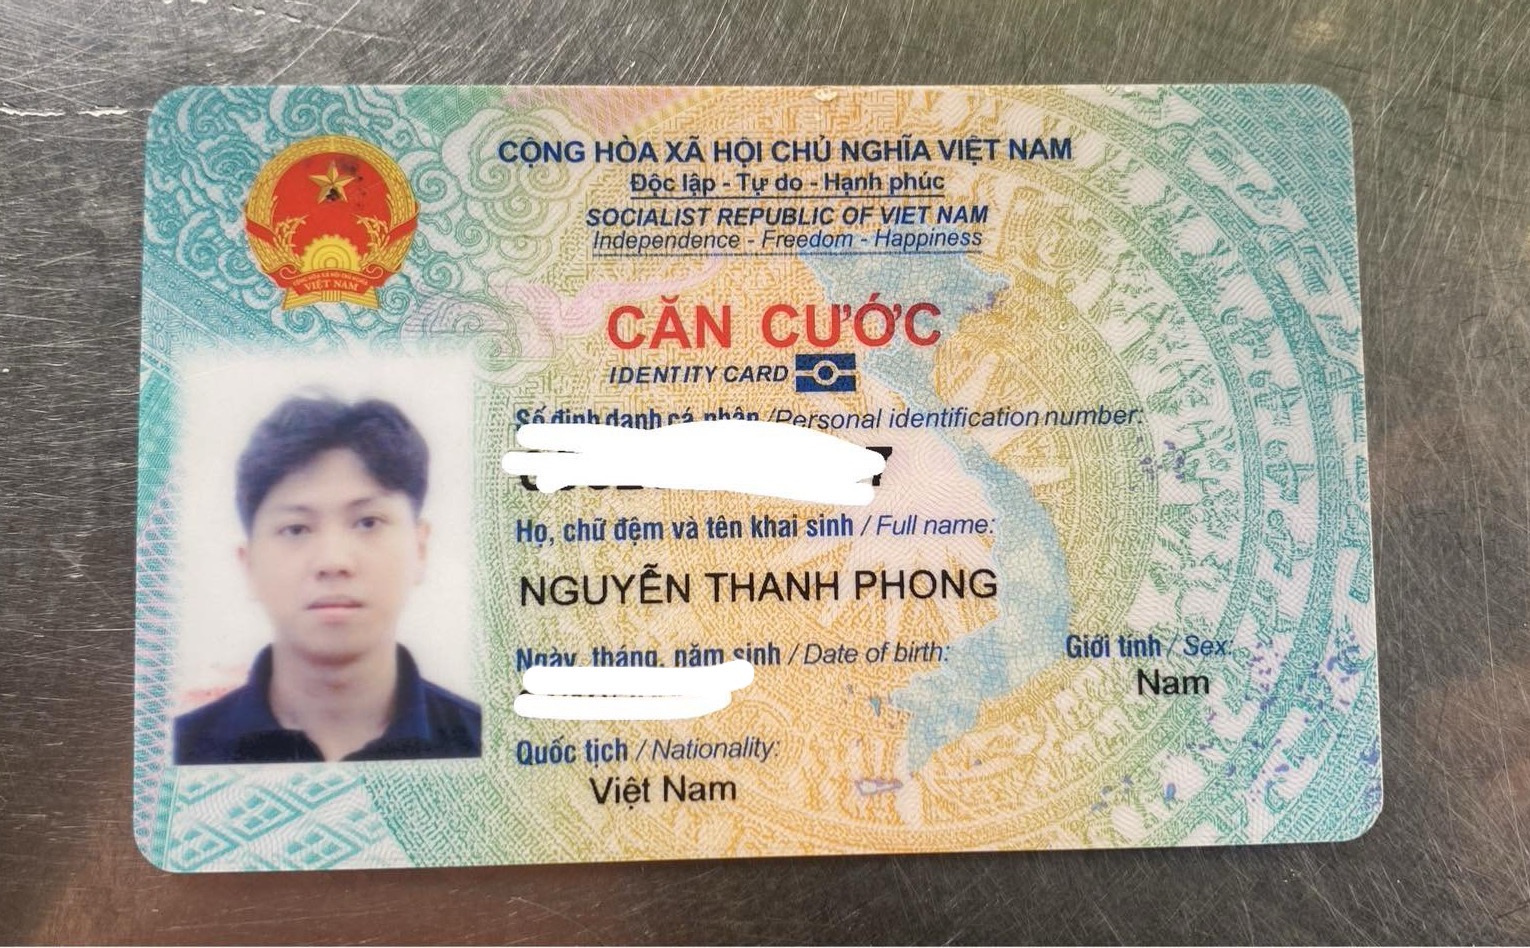 CỘNG HÒA XÃ HỘI CHỦ NGHĨA VIỆT NAM
Độc lập - Tự do - Hạnh phúc
SOCIALIST REPUBLIC OF VIET NAM
Independence - Freedom - Happiness
VIỆT NAM
CĂN CƯỚC
IDENTITY CARD
Số định danh cá nhân / Personal identification number:
Họ, chữ đệm và tên khai sinh / Full name:
NGUYỄN THANH PHONG
Ngày, tháng, năm sinh / Date of birth:
Giới tính / Sex:
Nam
Quốc tịch / Nationality:
Việt Nam